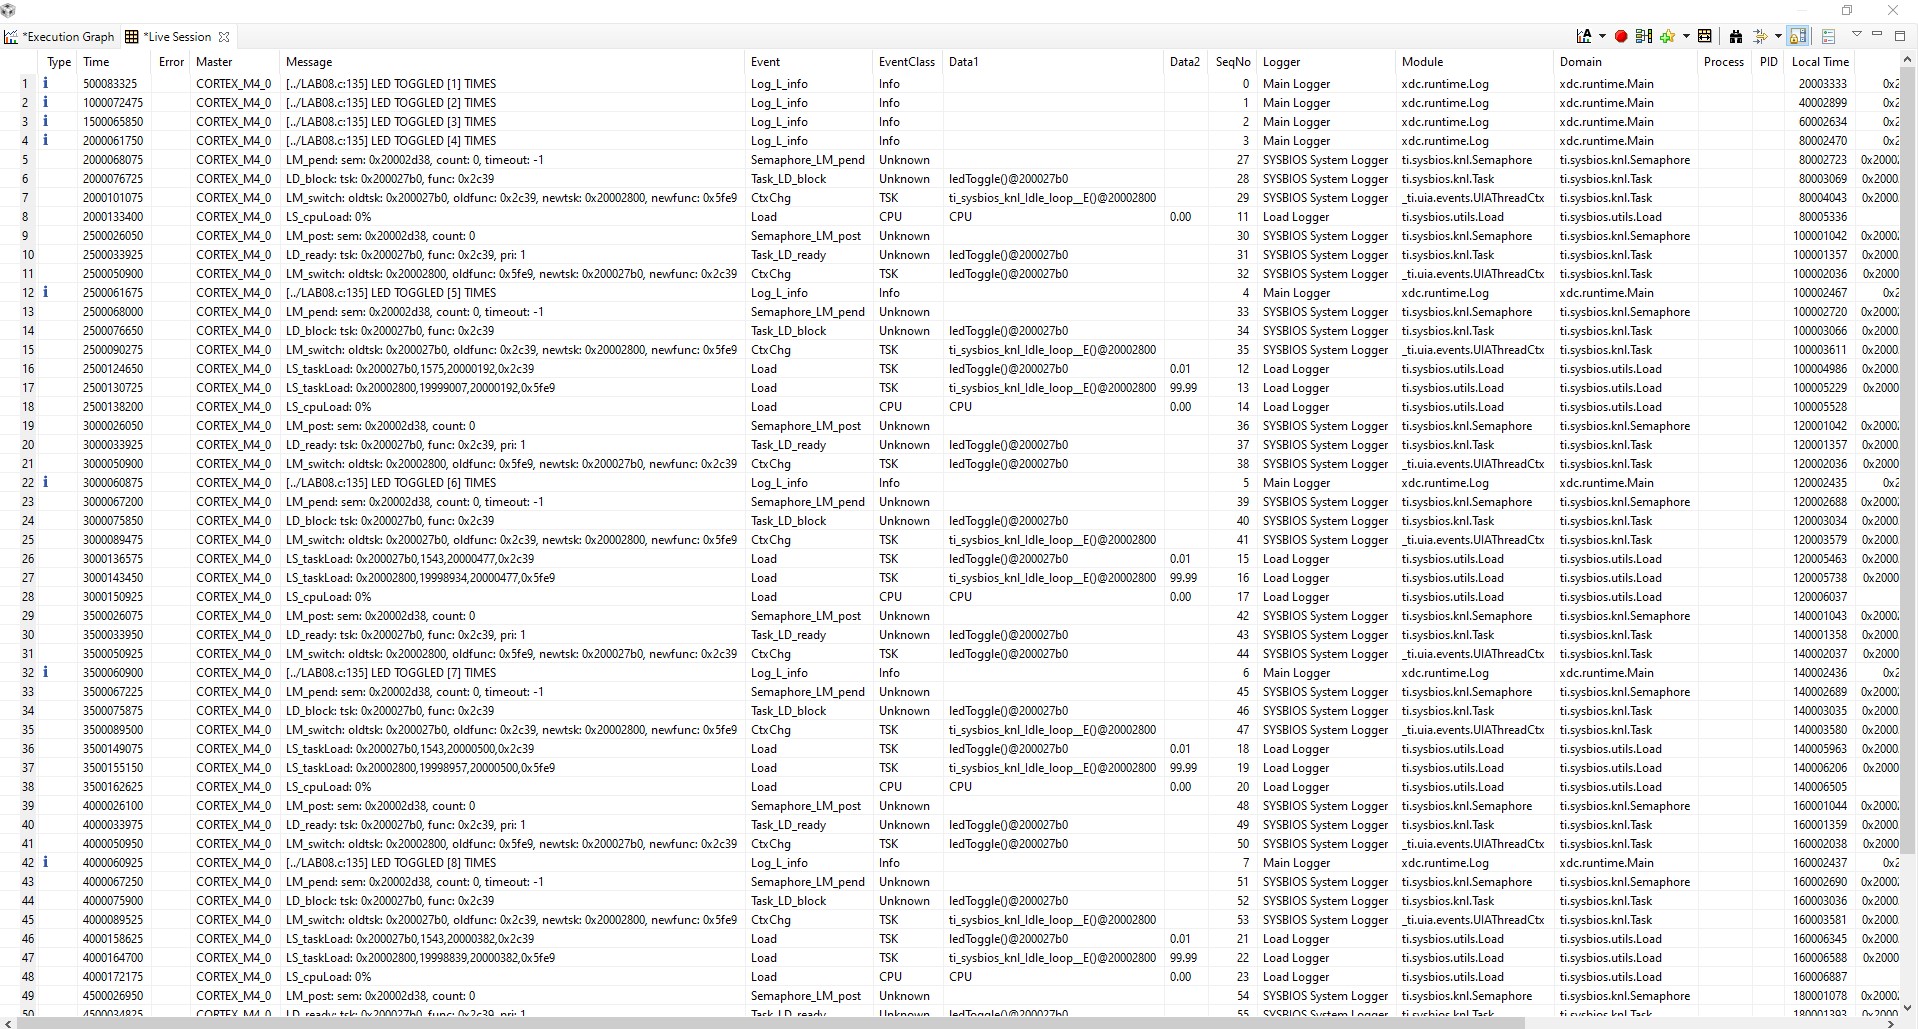 *Execution Graph *Live Session
Type Time Error Master Message Event EventClass Data1 Data2 SeqNo Logger Module Domain Process PID Local Time
1 500083325 CORTEX_M4_0 [../LAB08.c:135] LED TOGGLED [1] TIMES Log_L_info Info 0 Main Logger xdc.runtime.Log xdc.runtime.Main 20003333 0x2
2 1000072475 CORTEX_M4_0 [../LAB08.c:135] LED TOGGLED [2] TIMES Log_L_info Info 1 Main Logger xdc.runtime.Log xdc.runtime.Main 40002899 0x2
3 1500065850 CORTEX_M4_0 [../LAB08.c:135] LED TOGGLED [3] TIMES Log_L_info Info 2 Main Logger xdc.runtime.Log xdc.runtime.Main 60002634 0x2
4 2000061750 CORTEX_M4_0 [../LAB08.c:135] LED TOGGLED [4] TIMES Log_L_info Info 3 Main Logger xdc.runtime.Log xdc.runtime.Main 80002470 0x2
5 2000068075 CORTEX_M4_0 LM_pend: sem: 0x20002d38, count: 0, timeout: -1 Semaphore_LM_pend Unknown 27 SYSBIOS System Logger ti.sysbios.knl.Semaphore ti.sysbios.knl.Semaphore 80002723 0x2000
6 2000076725 CORTEX_M4_0 LD_block: tsk: 0x200027b0, func: 0x2c39 Task_LD_block Unknown ledToggle()@200027b0 28 SYSBIOS System Logger ti.sysbios.knl.Task ti.sysbios.knl.Task 80003069 0x2000
7 2000101075 CORTEX_M4_0 LM_switch: oldtsk: 0x200027b0, oldfunc: 0x2c39, newtsk: 0x20002800, newfunc: 0x5fe9 CtxChg TSK ti_sysbios_knl_Idle_loop__E()@20002800 29 SYSBIOS System Logger _ti.uia.events.UIAThreadCtx ti.sysbios.knl.Task 80004043 0x2000
8 2000133400 CORTEX_M4_0 LS_cpuLoad: 0% Load CPU CPU 0.00 11 Load Logger ti.sysbios.utils.Load ti.sysbios.utils.Load 80005336
9 2500026050 CORTEX_M4_0 LM_post: sem: 0x20002d38, count: 0 Semaphore_LM_post Unknown 30 SYSBIOS System Logger ti.sysbios.knl.Semaphore ti.sysbios.knl.Semaphore 100001042 0x2000
10 2500033925 CORTEX_M4_0 LD_ready: tsk: 0x200027b0, func: 0x2c39, pri: 1 Task_LD_ready Unknown ledToggle()@200027b0 31 SYSBIOS System Logger ti.sysbios.knl.Task ti.sysbios.knl.Task 100001357 0x2000
11 2500050900 CORTEX_M4_0 LM_switch: oldtsk: 0x20002800, oldfunc: 0x5fe9, newtsk: 0x200027b0, newfunc: 0x2c39 CtxChg TSK ledToggle()@200027b0 32 SYSBIOS System Logger _ti.uia.events.UIAThreadCtx ti.sysbios.knl.Task 100002036 0x2000
12 2500061675 CORTEX_M4_0 [../LAB08.c:135] LED TOGGLED [5] TIMES Log_L_info Info 4 Main Logger xdc.runtime.Log xdc.runtime.Main 100002467 0x2
13 2500068000 CORTEX_M4_0 LM_pend: sem: 0x20002d38, count: 0, timeout: -1 Semaphore_LM_pend Unknown 33 SYSBIOS System Logger ti.sysbios.knl.Semaphore ti.sysbios.knl.Semaphore 100002720 0x2000
14 2500076650 CORTEX_M4_0 LD_block: tsk: 0x200027b0, func: 0x2c39 Task_LD_block Unknown ledToggle()@200027b0 34 SYSBIOS System Logger ti.sysbios.knl.Task ti.sysbios.knl.Task 100003066 0x2000
15 2500090275 CORTEX_M4_0 LM_switch: oldtsk: 0x200027b0, oldfunc: 0x2c39, newtsk: 0x20002800, newfunc: 0x5fe9 CtxChg TSK ti_sysbios_knl_Idle_loop__E()@20002800 35 SYSBIOS System Logger _ti.uia.events.UIAThreadCtx ti.sysbios.knl.Task 100003611 0x2000
16 2500124650 CORTEX_M4_0 LS_taskLoad: 0x200027b0,1575,20000192,0x2c39 Load TSK ledToggle()@200027b0 0.01 12 Load Logger ti.sysbios.utils.Load ti.sysbios.utils.Load 100004986 0x2000
17 2500130725 CORTEX_M4_0 LS_taskLoad: 0x20002800,19999007,20000192,0x5fe9 Load TSK ti_sysbios_knl_Idle_loop__E()@20002800 99.99 13 Load Logger ti.sysbios.utils.Load ti.sysbios.utils.Load 100005229 0x2000
18 2500138200 CORTEX_M4_0 LS_cpuLoad: 0% Load CPU CPU 0.00 14 Load Logger ti.sysbios.utils.Load ti.sysbios.utils.Load 100005528
19 3000026050 CORTEX_M4_0 LM_post: sem: 0x20002d38, count: 0 Semaphore_LM_post Unknown 36 SYSBIOS System Logger ti.sysbios.knl.Semaphore ti.sysbios.knl.Semaphore 120001042 0x2000
20 3000033925 CORTEX_M4_0 LD_ready: tsk: 0x200027b0, func: 0x2c39, pri: 1 Task_LD_ready Unknown ledToggle()@200027b0 37 SYSBIOS System Logger ti.sysbios.knl.Task ti.sysbios.knl.Task 120001357 0x2000
21 3000050900 CORTEX_M4_0 LM_switch: oldtsk: 0x20002800, oldfunc: 0x5fe9, newtsk: 0x200027b0, newfunc: 0x2c39 CtxChg TSK ledToggle()@200027b0 38 SYSBIOS System Logger _ti.uia.events.UIAThreadCtx ti.sysbios.knl.Task 120002036 0x2000
22 3000060875 CORTEX_M4_0 [../LAB08.c:135] LED TOGGLED [6] TIMES Log_L_info Info 5 Main Logger xdc.runtime.Log xdc.runtime.Main 120002435 0x2
23 3000067200 CORTEX_M4_0 LM_pend: sem: 0x20002d38, count: 0, timeout: -1 Semaphore_LM_pend Unknown 39 SYSBIOS System Logger ti.sysbios.knl.Semaphore ti.sysbios.knl.Semaphore 120002688 0x2000
24 3000075850 CORTEX_M4_0 LD_block: tsk: 0x200027b0, func: 0x2c39 Task_LD_block Unknown ledToggle()@200027b0 40 SYSBIOS System Logger ti.sysbios.knl.Task ti.sysbios.knl.Task 120003034 0x2000
25 3000089475 CORTEX_M4_0 LM_switch: oldtsk: 0x200027b0, oldfunc: 0x2c39, newtsk: 0x20002800, newfunc: 0x5fe9 CtxChg TSK ti_sysbios_knl_Idle_loop__E()@20002800 41 SYSBIOS System Logger _ti.uia.events.UIAThreadCtx ti.sysbios.knl.Task 120003579 0x2000
26 3000136575 CORTEX_M4_0 LS_taskLoad: 0x200027b0,1543,20000477,0x2c39 Load TSK ledToggle()@200027b0 0.01 15 Load Logger ti.sysbios.utils.Load ti.sysbios.utils.Load 120005463 0x2000
27 3000143450 CORTEX_M4_0 LS_taskLoad: 0x20002800,19998934,20000477,0x5fe9 Load TSK ti_sysbios_knl_Idle_loop__E()@20002800 99.99 16 Load Logger ti.sysbios.utils.Load ti.sysbios.utils.Load 120005738 0x2000
28 3000150925 CORTEX_M4_0 LS_cpuLoad: 0% Load CPU CPU 0.00 17 Load Logger ti.sysbios.utils.Load ti.sysbios.utils.Load 120006037
29 3500026075 CORTEX_M4_0 LM_post: sem: 0x20002d38, count: 0 Semaphore_LM_post Unknown 42 SYSBIOS System Logger ti.sysbios.knl.Semaphore ti.sysbios.knl.Semaphore 140001043 0x2000
30 3500033950 CORTEX_M4_0 LD_ready: tsk: 0x200027b0, func: 0x2c39, pri: 1 Task_LD_ready Unknown ledToggle()@200027b0 43 SYSBIOS System Logger ti.sysbios.knl.Task ti.sysbios.knl.Task 140001358 0x2000
31 3500050925 CORTEX_M4_0 LM_switch: oldtsk: 0x20002800, oldfunc: 0x5fe9, newtsk: 0x200027b0, newfunc: 0x2c39 CtxChg TSK ledToggle()@200027b0 44 SYSBIOS System Logger _ti.uia.events.UIAThreadCtx ti.sysbios.knl.Task 140002037 0x2000
32 3500060900 CORTEX_M4_0 [../LAB08.c:135] LED TOGGLED [7] TIMES Log_L_info Info 6 Main Logger xdc.runtime.Log xdc.runtime.Main 140002436 0x2
33 3500067225 CORTEX_M4_0 LM_pend: sem: 0x20002d38, count: 0, timeout: -1 Semaphore_LM_pend Unknown 45 SYSBIOS System Logger ti.sysbios.knl.Semaphore ti.sysbios.knl.Semaphore 140002689 0x2000
34 3500075875 CORTEX_M4_0 LD_block: tsk: 0x200027b0, func: 0x2c39 Task_LD_block Unknown ledToggle()@200027b0 46 SYSBIOS System Logger ti.sysbios.knl.Task ti.sysbios.knl.Task 140003035 0x2000
35 3500089500 CORTEX_M4_0 LM_switch: oldtsk: 0x200027b0, oldfunc: 0x2c39, newtsk: 0x20002800, newfunc: 0x5fe9 CtxChg TSK ti_sysbios_knl_Idle_loop__E()@20002800 47 SYSBIOS System Logger _ti.uia.events.UIAThreadCtx ti.sysbios.knl.Task 140003580 0x2000
36 3500149075 CORTEX_M4_0 LS_taskLoad: 0x200027b0,1543,20000500,0x2c39 Load TSK ledToggle()@200027b0 0.01 18 Load Logger ti.sysbios.utils.Load ti.sysbios.utils.Load 140005963 0x2000
37 3500155150 CORTEX_M4_0 LS_taskLoad: 0x20002800,19998957,20000500,0x5fe9 Load TSK ti_sysbios_knl_Idle_loop__E()@20002800 99.99 19 Load Logger ti.sysbios.utils.Load ti.sysbios.utils.Load 140006206 0x2000
38 3500162625 CORTEX_M4_0 LS_cpuLoad: 0% Load CPU CPU 0.00 20 Load Logger ti.sysbios.utils.Load ti.sysbios.utils.Load 140006505
39 4000026100 CORTEX_M4_0 LM_post: sem: 0x20002d38, count: 0 Semaphore_LM_post Unknown 48 SYSBIOS System Logger ti.sysbios.knl.Semaphore ti.sysbios.knl.Semaphore 160001044 0x2000
40 4000033975 CORTEX_M4_0 LD_ready: tsk: 0x200027b0, func: 0x2c39, pri: 1 Task_LD_ready Unknown ledToggle()@200027b0 49 SYSBIOS System Logger ti.sysbios.knl.Task ti.sysbios.knl.Task 160001359 0x2000
41 4000050950 CORTEX_M4_0 LM_switch: oldtsk: 0x20002800, oldfunc: 0x5fe9, newtsk: 0x200027b0, newfunc: 0x2c39 CtxChg TSK ledToggle()@200027b0 50 SYSBIOS System Logger _ti.uia.events.UIAThreadCtx ti.sysbios.knl.Task 160002038 0x2000
42 4000060925 CORTEX_M4_0 [../LAB08.c:135] LED TOGGLED [8] TIMES Log_L_info Info 7 Main Logger xdc.runtime.Log xdc.runtime.Main 160002437 0x2
43 4000067250 CORTEX_M4_0 LM_pend: sem: 0x20002d38, count: 0, timeout: -1 Semaphore_LM_pend Unknown 51 SYSBIOS System Logger ti.sysbios.knl.Semaphore ti.sysbios.knl.Semaphore 160002690 0x2000
44 4000075900 CORTEX_M4_0 LD_block: tsk: 0x200027b0, func: 0x2c39 Task_LD_block Unknown ledToggle()@200027b0 52 SYSBIOS System Logger ti.sysbios.knl.Task ti.sysbios.knl.Task 160003036 0x2000
45 4000089525 CORTEX_M4_0 LM_switch: oldtsk: 0x200027b0, oldfunc: 0x2c39, newtsk: 0x20002800, newfunc: 0x5fe9 CtxChg TSK ti_sysbios_knl_Idle_loop__E()@20002800 53 SYSBIOS System Logger _ti.uia.events.UIAThreadCtx ti.sysbios.knl.Task 160003581 0x2000
46 4000158625 CORTEX_M4_0 LS_taskLoad: 0x200027b0,1543,20000382,0x2c39 Load TSK ledToggle()@200027b0 0.01 21 Load Logger ti.sysbios.utils.Load ti.sysbios.utils.Load 160006345 0x2000
47 4000164700 CORTEX_M4_0 LS_taskLoad: 0x20002800,19998839,20000382,0x5fe9 Load TSK ti_sysbios_knl_Idle_loop__E()@20002800 99.99 22 Load Logger ti.sysbios.utils.Load ti.sysbios.utils.Load 160006588 0x2000
48 4000172175 CORTEX_M4_0 LS_cpuLoad: 0% Load CPU CPU 0.00 23 Load Logger ti.sysbios.utils.Load ti.sysbios.utils.Load 160006887
49 4500026950 CORTEX_M4_0 LM_post: sem: 0x20002d38, count: 0 Semaphore_LM_post Unknown 54 SYSBIOS System Logger ti.sysbios.knl.Semaphore ti.sysbios.knl.Semaphore 180001078 0x2000
50 4500034825 CORTEX_M4_0 LD_ready: tsk: 0x200027b0, func: 0x2c39, pri: 1 Task_LD_ready Unknown ledToggle()@200027b0 55 SYSBIOS System Logger ti.sysbios.knl.Task ti.sysbios.knl.Task 180001393 0x2000